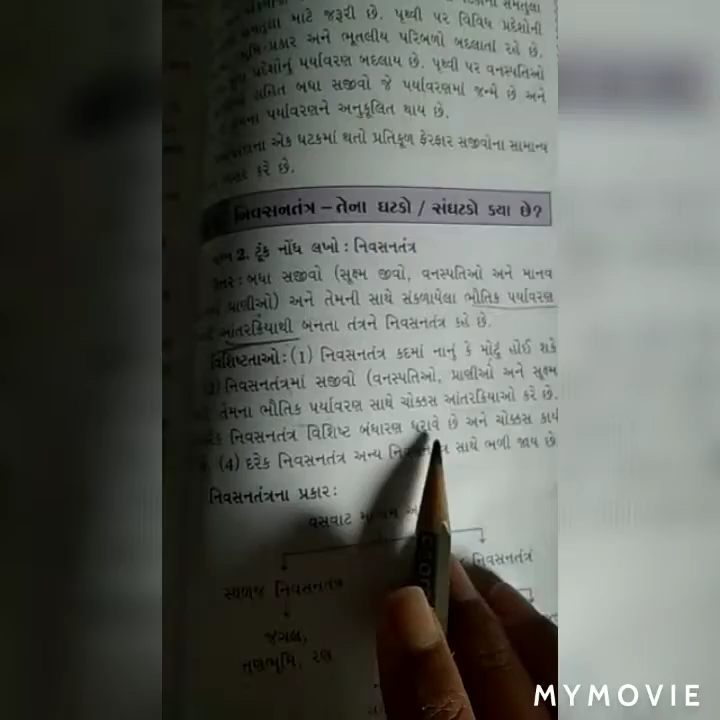 માટે જરૂરી છે. પૃથ્વી પર વિવિધ પ્રદેશોની
પ્રકાર અને ભૂતલીય પરિબળો બદલાતાં રહે છે.
પ્રદેશોનું પર્યાવરણ બદલાય છે. પૃથ્વી પર વનસ્પતિઓ
સહિત બધા સજીવો જે પર્યાવરણમાં જન્મે છે અને
પર્યાવરણને અનુકૂલિત થાય છે.
એક ઘટકમાં થતો પ્રતિકૂળ ફેરફાર સજીવોના સામાન્ય
કરે છે.
નિવસનતંત્ર – તેના ઘટકો / સંઘટકો કયા છે?
પ્રશ્ન 2. ટૂંક નોંધ લખો : નિવસનતંત્ર
ઉત્તર : બધા સજીવો (સૂક્ષ્મ જીવો, વનસ્પતિઓ અને માનવ
પ્રાણીઓ) અને તેમની સાથે સંકળાયેલા ભૌતિક પર્યાવરણ
આંતરક્રિયાથી બનતા તંત્રને નિવસનતંત્ર કહે છે.
વિશિષ્ટતાઓ : (1) નિવસનતંત્ર કદમાં નાનું કે મોટું હોઈ શકે
નિવસનતંત્રમાં સજીવો (વનસ્પતિઓ, પ્રાણીઓ અને સૂક્ષ્મ
તેમના ભૌતિક પર્યાવરણ સાથે ચોક્કસ આંતરક્રિયાઓ કરે છે.
નિવસનતંત્ર વિશિષ્ટ બંધારણ ધરાવે છે અને ચોક્કસ કાર્ય
(4) દરેક નિવસનતંત્ર અન્ય સાથે ભળી જાય છે
નિવસનતંત્રના પ્રકાર :
વસવાટ
સ્થળજ નિવસનતંત્ર નિવસનતંત્ર
જંગલ,
તૃણભૂમિ, રણ
MYMOVIE